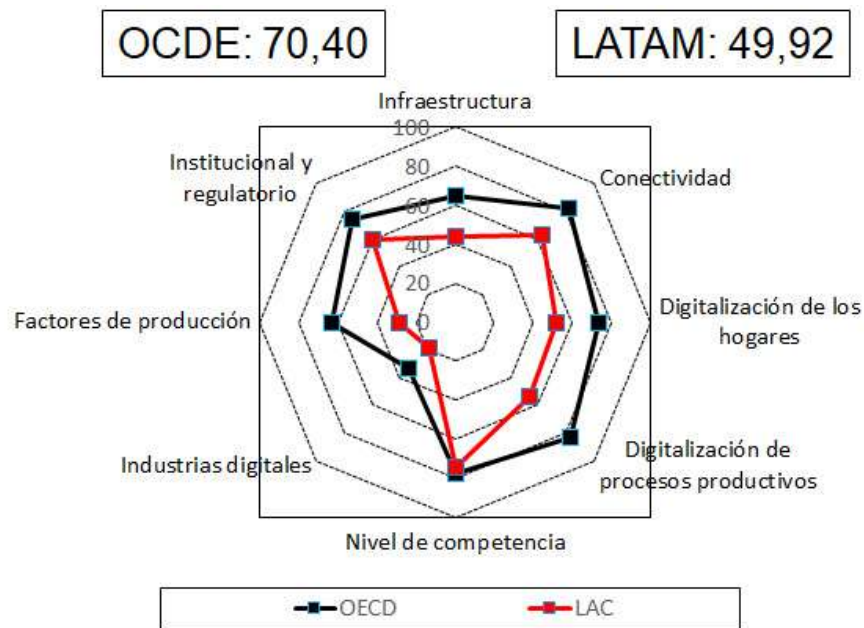 OCDE: 70,40
LATAM: 49,92
Infraestructura
100
80
60
40
20
0
Conectividad
Digitalización de los
hogares
Digitalización de
procesos productivos
Nivel de competencia
Industrias digitales
Factores de producción
Institucional y
regulatorio
OECD
LAC